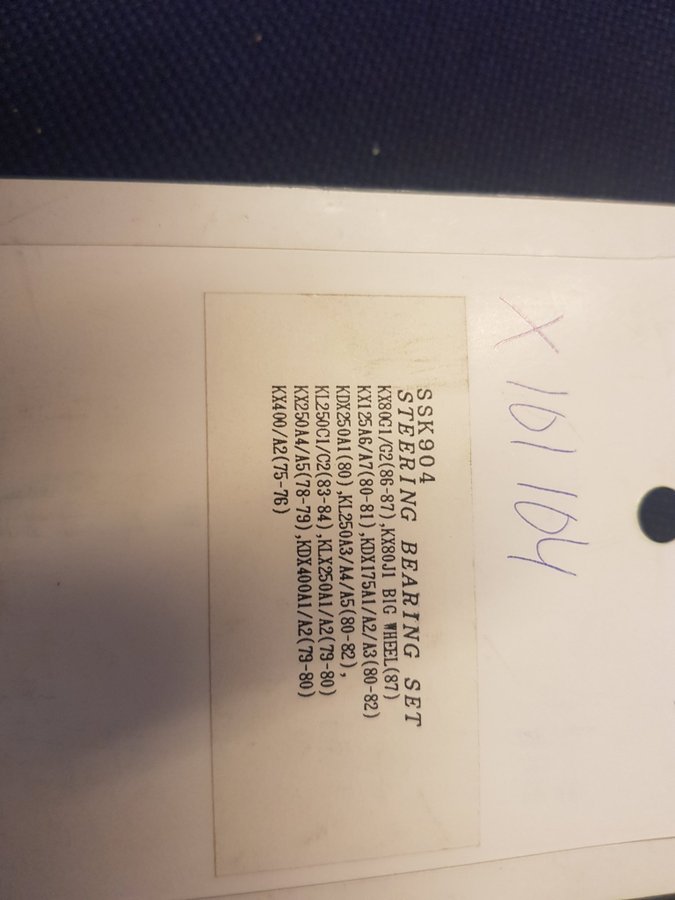 X 161 164
SSK904
STEERING BEARING SET
KX80G1/G2(86-87),KX80J1 BIG WHEEL(87)
KX125A6/A7(80-81),KDX175A1/A2/A3(80-82)
KDX250A1(80),KL250A3/A4/A5(80-82),
KL250C1/C2(83-84),KLX250A1/A2(79-80)
KX250A4/A5(78-79),KDX400A1/A2(79-80)
KX400/A2(75-76)